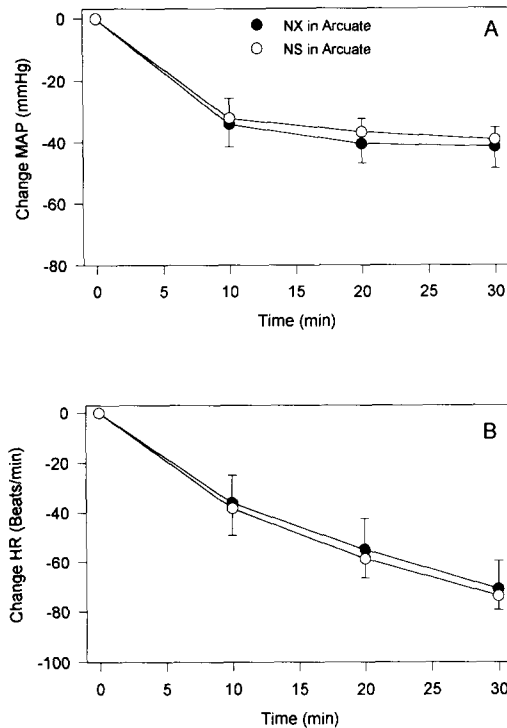 A
NX in Arcuate
NS in Arcuate
0
-20
-40
-60
-80
Change MAP (mmHg)
0 5 10 15 20 25 30
Time (min)
B
0
-20
-40
-60
-80
-100
Change HR (Beats/min)
0 5 10 15 20 25 30
Time (min)